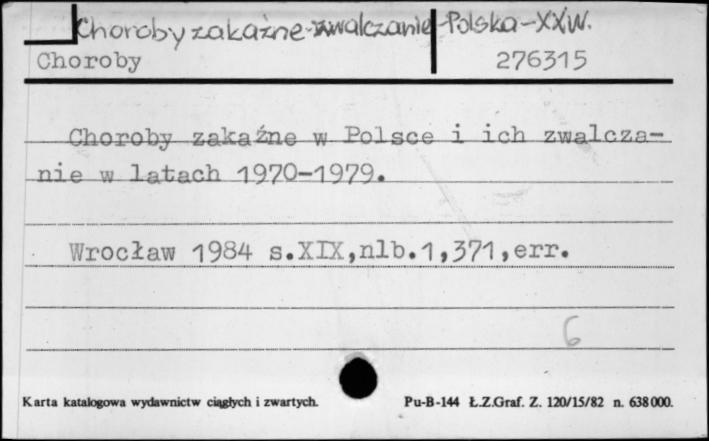 Choroby zakaźne-zwalczanie-Polska-XXw.
Choroby 276315
Choroby zakaźne w Polsce i ich zwalcza-
nie w latach 1970-1979.
Wrocław 1984 s.XIX,nlb.1,371,err.
6
Karta katalogowa wydawnictw ciągłych i zwartych. Pu-B-144 Ł.Z.Graf. Z. 120/15/82 n. 638000.